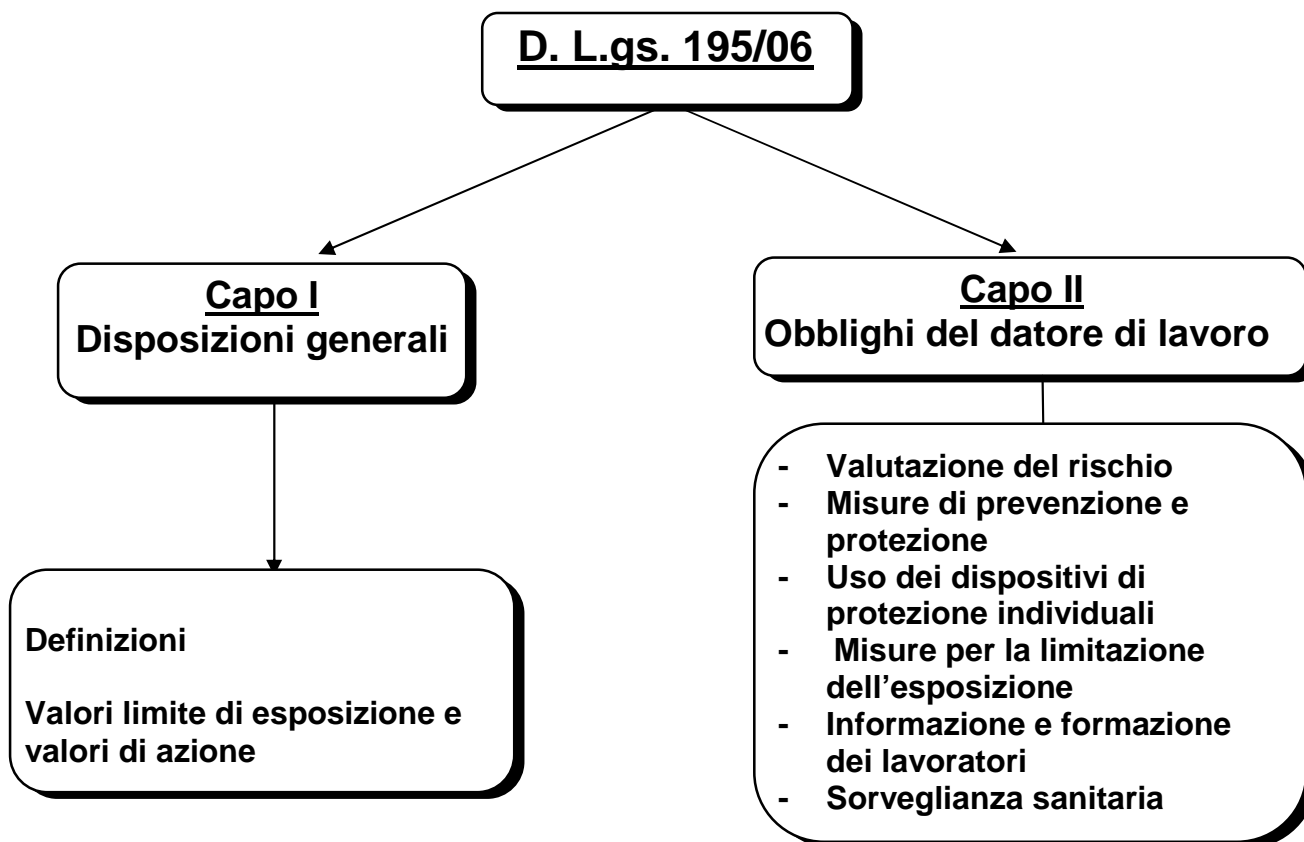 D. L.gs. 195/06
Capo I
Disposizioni generali
Capo II
Obblighi del datore di lavoro
Definizioni
Valori limite di esposizione e
valori di azione
- Valutazione del rischio
- Misure di prevenzione e
protezione
- Uso dei dispositivi di
protezione individuali
- Misure per la limitazione
dell’esposizione
- Informazione e formazione
dei lavoratori
- Sorveglianza sanitaria